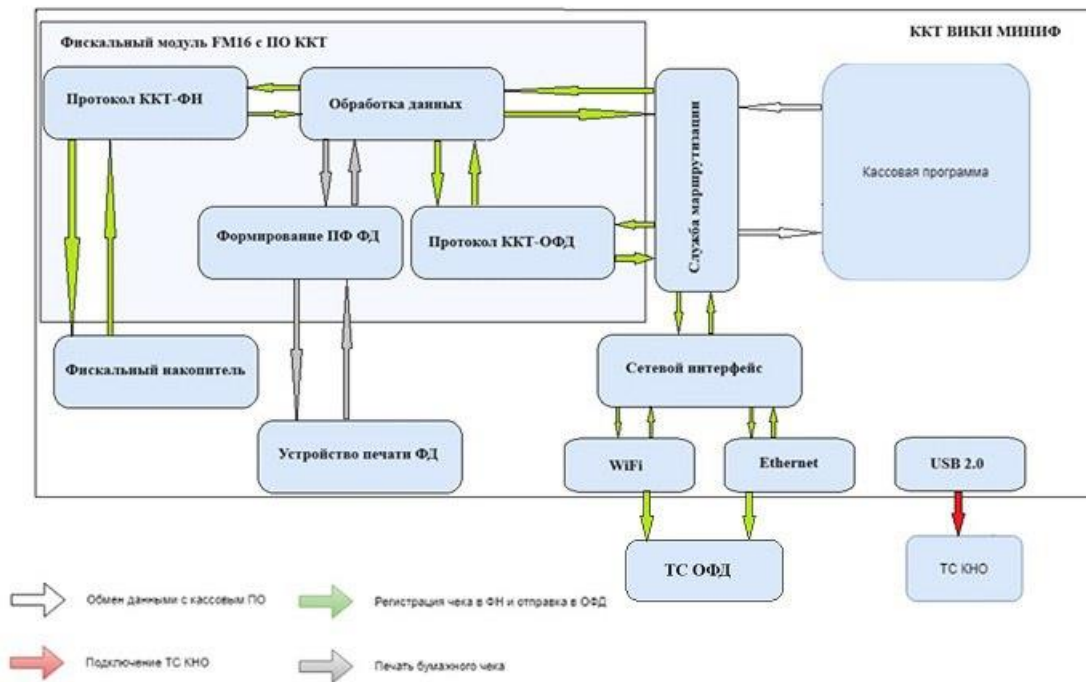 ККТ ВИКИ МИНИФ
Фискальный модуль FM16 с ПО ККТ
Протокол ККТ-ФН
Обработка данных
Служба маршрутизации
Кассовая программа
Формирование ПФ ФД
Протокол ККТ-ОФД
Фискальный накопитель
Сетевой интерфейс
Устройство печати ФД
WiFi
Ethernet
USB 2.0
ТС ОФД
ТС КНО
Обмен данными с кассовым ПО
Регистрация чека в ФН и отправка в ОФД
Подключение ТС КНО
Печать бумажного чека